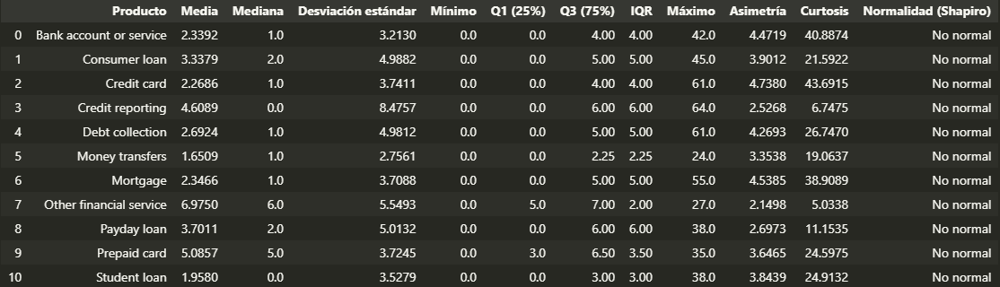 Producto Media Mediana Desviación estándar Mínimo Q1 (25%) Q3 (75%) IQR Máximo Asimetría Curtosis Normalidad (Shapiro)
0 Bank account or service 2.3392 1.0 3.2130 0.0 0.0 4.00 4.00 42.0 4.4719 40.8874 No normal
1 Consumer loan 3.3379 2.0 4.9882 0.0 0.0 5.00 5.00 45.0 3.9012 21.5922 No normal
2 Credit card 2.2686 1.0 3.7411 0.0 0.0 4.00 4.00 61.0 4.7380 43.6915 No normal
3 Credit reporting 4.6089 0.0 8.4757 0.0 0.0 6.00 6.00 64.0 2.5268 6.7475 No normal
4 Debt collection 2.6924 1.0 4.9812 0.0 0.0 5.00 5.00 61.0 4.2693 26.7470 No normal
5 Money transfers 1.6509 1.0 2.7561 0.0 0.0 2.25 2.25 24.0 3.3538 19.0637 No normal
6 Mortgage 2.3466 1.0 3.7088 0.0 0.0 5.00 5.00 55.0 4.5385 38.9089 No normal
7 Other financial service 6.9750 6.0 5.5493 0.0 5.0 7.00 2.00 27.0 2.1498 5.0338 No normal
8 Payday loan 3.7011 2.0 5.0132 0.0 0.0 6.00 6.00 38.0 2.6973 11.1535 No normal
9 Prepaid card 5.0857 5.0 3.7245 0.0 3.0 6.50 3.50 35.0 3.6465 24.5975 No normal
10 Student loan 1.9580 0.0 3.5279 0.0 0.0 3.00 3.00 38.0 3.8439 24.9132 No normal